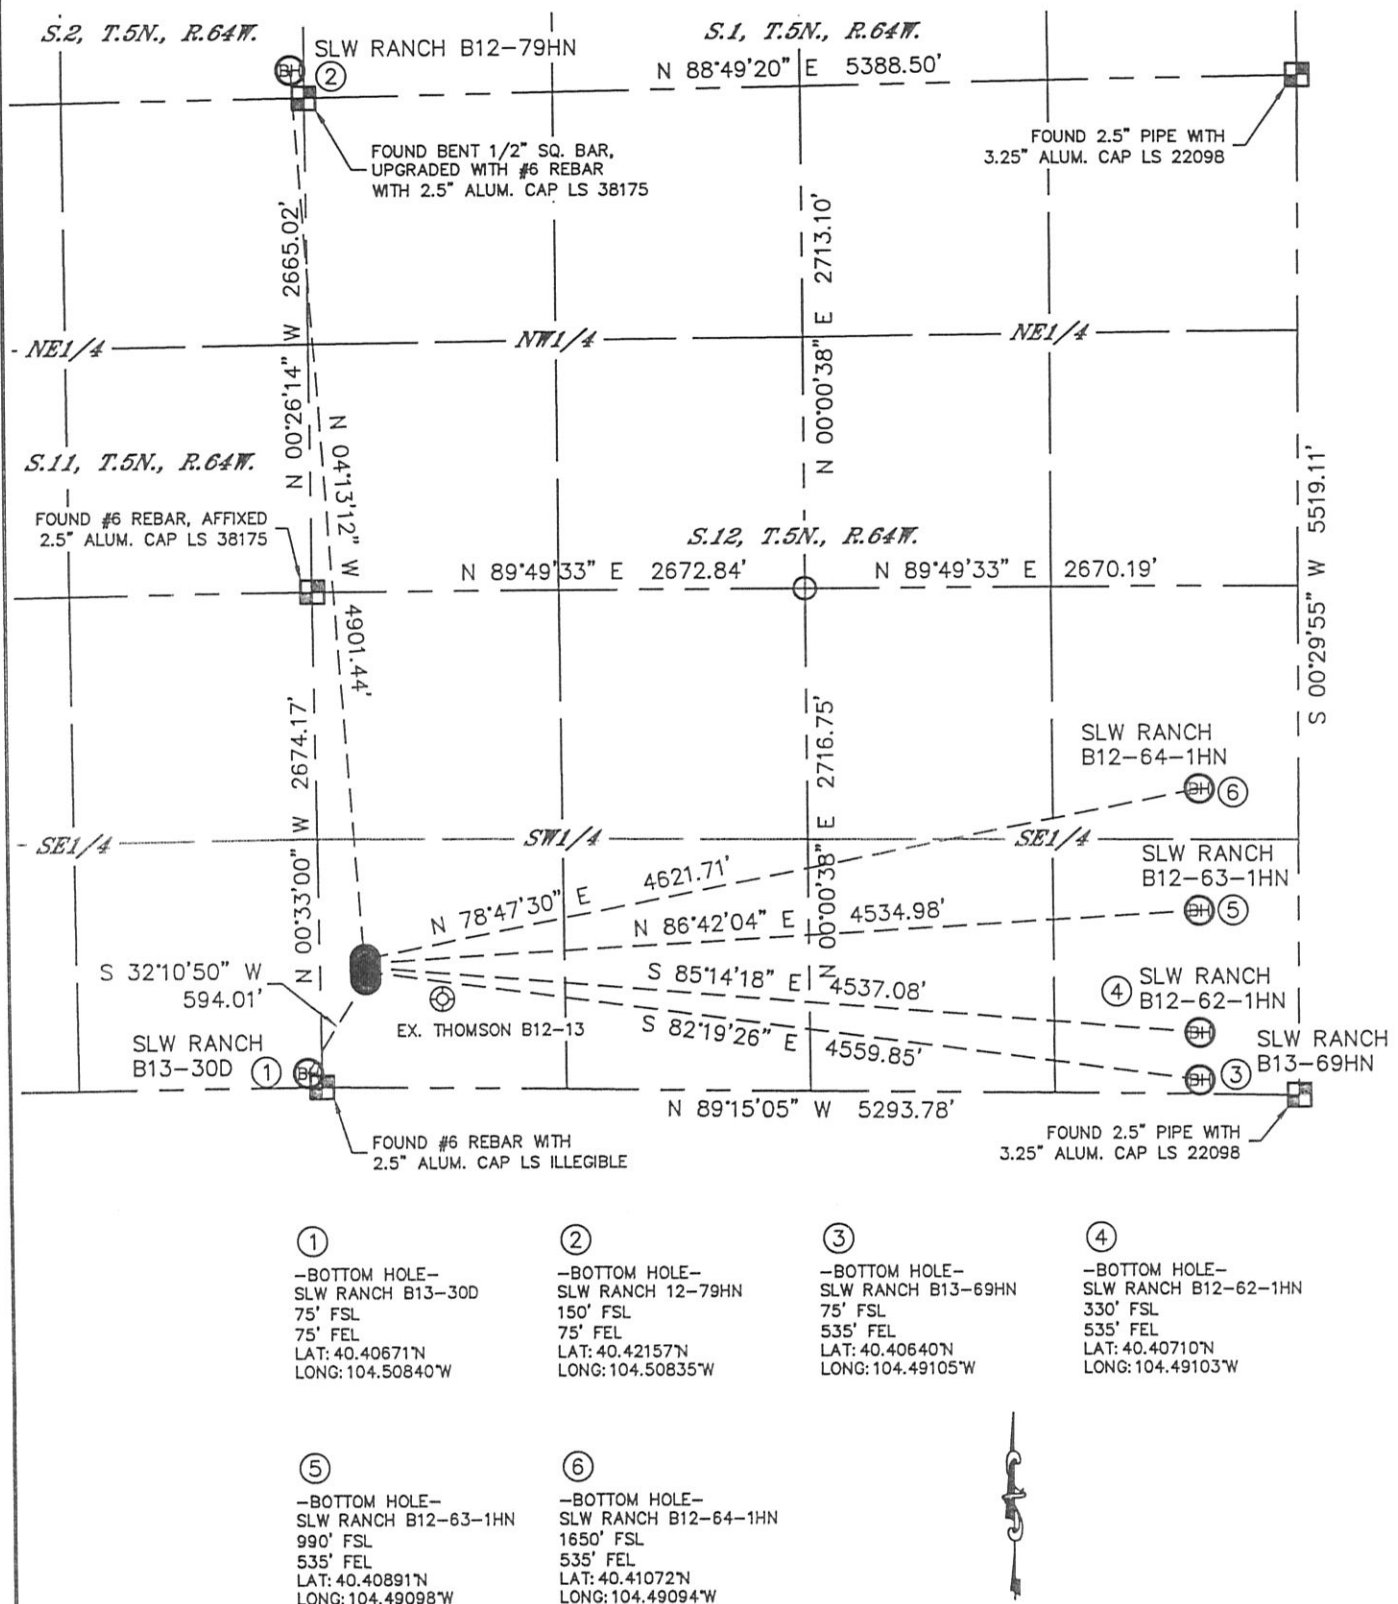 S.2, T.5N., R.64W.
SLW RANCH B12-79HN
2
BH
S.1, T.5N., R.64W.
N 88°49'20" E 5388.50'
FOUND BENT 1/2" SQ. BAR,
UPGRADED WITH #6 REBAR
WITH 2.5" ALUM. CAP LS 38175
FOUND 2.5" PIPE WITH
3.25" ALUM. CAP LS 22098
N 00°26'14" W 2665.02'
N 00°00'38" E 2713.10'
NE1/4
NW1/4
NE1/4
N 04°13'12" W 4901.44'
S.11, T.5N., R.64W.
FOUND #6 REBAR, AFFIXED
2.5" ALUM. CAP LS 38175
S.12, T.5N., R.64W.
N 89°49'33" E 2672.84'
N 89°49'33" E 2670.19'
S 00°29'55" W 5519.11'
N 00°33'00" W 2674.17'
N 00°00'38" E 2716.75'
SLW RANCH
B12-64-1HN
BH
6
SE1/4
SW1/4
SE1/4
N 78°47'30" E 4621.71'
SLW RANCH
B12-63-1HN
BH
5
N 86°42'04" E 4534.98'
S 32°10'50" W
594.01'
S 85°14'18" E 4537.08'
4
SLW RANCH
B12-62-1HN
BH
EX. THOMSON B12-13
S 82°19'26" E 4559.85'
SLW RANCH
B13-30D
1
BH
SLW RANCH
B13-69HN
BH
3
N 89°15'05" W 5293.78'
FOUND #6 REBAR WITH
2.5" ALUM. CAP LS ILLEGIBLE
FOUND 2.5" PIPE WITH
3.25" ALUM. CAP LS 22098
1
-BOTTOM HOLE-
SLW RANCH B13-30D
75' FSL
75' FEL
LAT: 40.40671°N
LONG: 104.50840°W
2
-BOTTOM HOLE-
SLW RANCH 12-79HN
150' FSL
75' FEL
LAT: 40.42157°N
LONG: 104.50835°W
3
-BOTTOM HOLE-
SLW RANCH B13-69HN
75' FSL
535' FEL
LAT: 40.40640°N
LONG: 104.49105°W
4
-BOTTOM HOLE-
SLW RANCH B12-62-1HN
330' FSL
535' FEL
LAT: 40.40710°N
LONG: 104.49103°W
5
-BOTTOM HOLE-
SLW RANCH B12-63-1HN
990' FSL
535' FEL
LAT: 40.40891°N
LONG: 104.49098°W
6
-BOTTOM HOLE-
SLW RANCH B12-64-1HN
1650' FSL
535' FEL
LAT: 40.41072°N
LONG: 104.49094°W